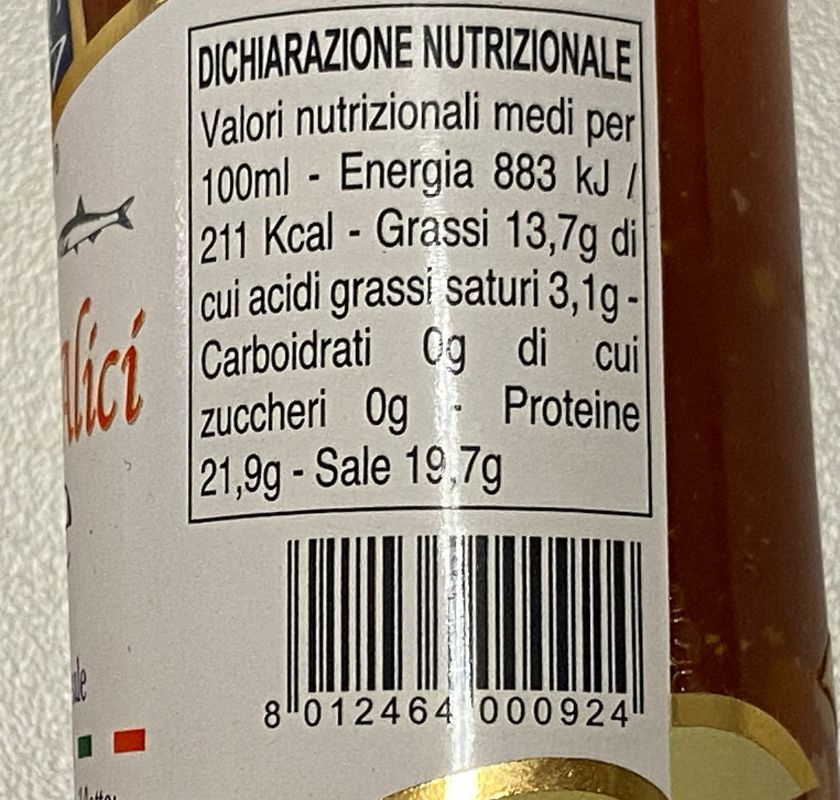 DICHIARAZIONE NUTRIZIONALE
Valori nutrizionali medi per
100ml - Energia 883 kJ /
211 Kcal - Grassi 13,7g di
cui acidi grassi saturi 3,1g -
Carboidrati 0g di cui
zuccheri 0g - Proteine
21,9g - Sale 19,7g
Alici
8 012464 000924